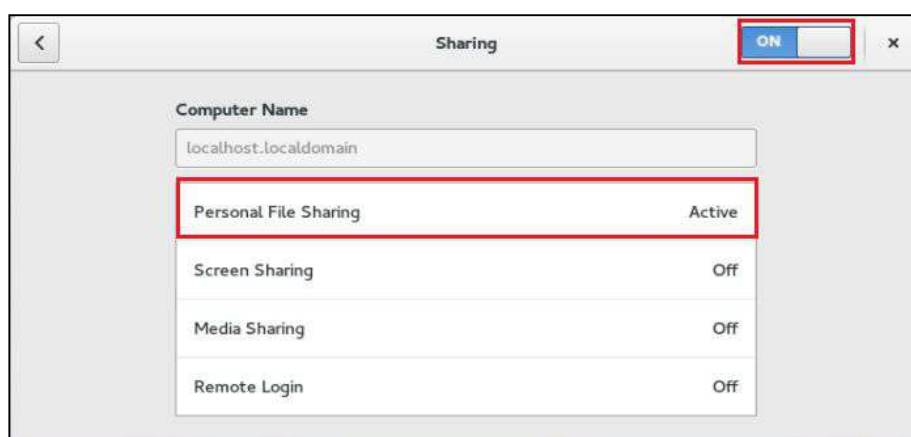 Sharing ON
Computer Name
localhost.localdomain
Personal File Sharing Active
Screen Sharing Off
Media Sharing Off
Remote Login Off